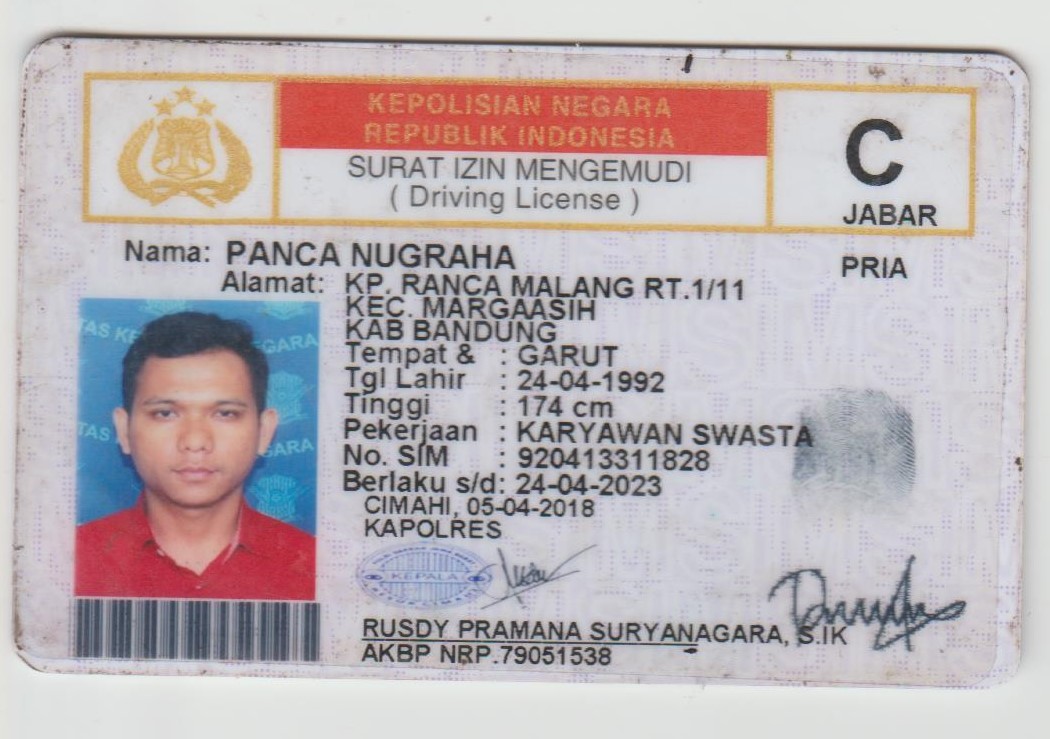 KEPOLISIAN NEGARA
REPUBLIK INDONESIA
SURAT IZIN MENGEMUDI
( Driving License )
C
JABAR
Nama: PANCA NUGRAHA
PRIA
Alamat: KP. RANCA MALANG RT.1/11
KEC. MARGAASIH
KAB BANDUNG
Tempat & : GARUT
Tgl Lahir : 24-04-1992
Tinggi : 174 cm
Pekerjaan : KARYAWAN SWASTA
No. SIM : 920413311828
Berlaku s/d: 24-04-2023
CIMAHI, 05-04-2018
KAPOLRES
KEPALA
RUSDY PRAMANA SURYANAGARA, S.IK
AKBP NRP.79051538